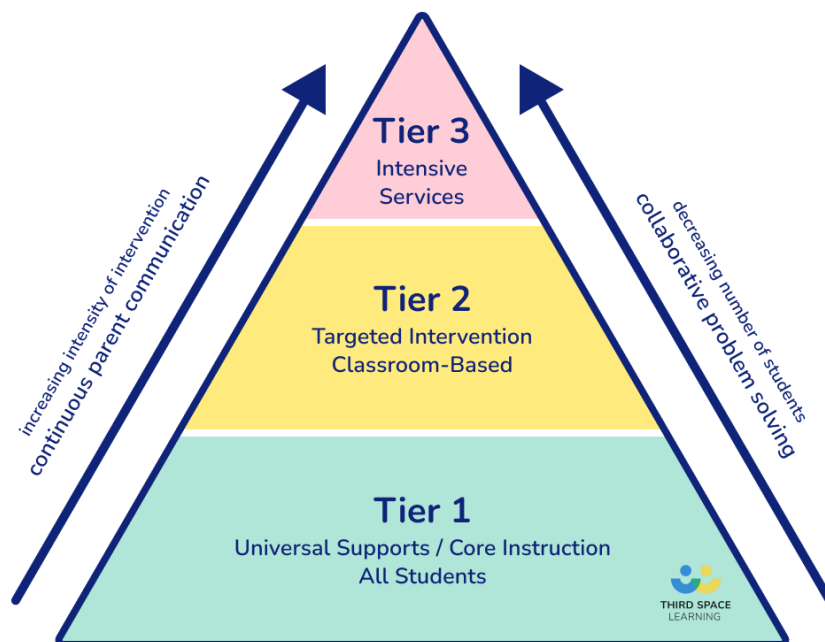 Tier 3
Intensive
Services
increasing intensity of intervention
continuous parent communication
decreasing number of students
collaborative problem solving
Tier 2
Targeted Intervention
Classroom-Based
Tier 1
Universal Supports / Core Instruction
All Students
THIRD SPACE
LEARNING